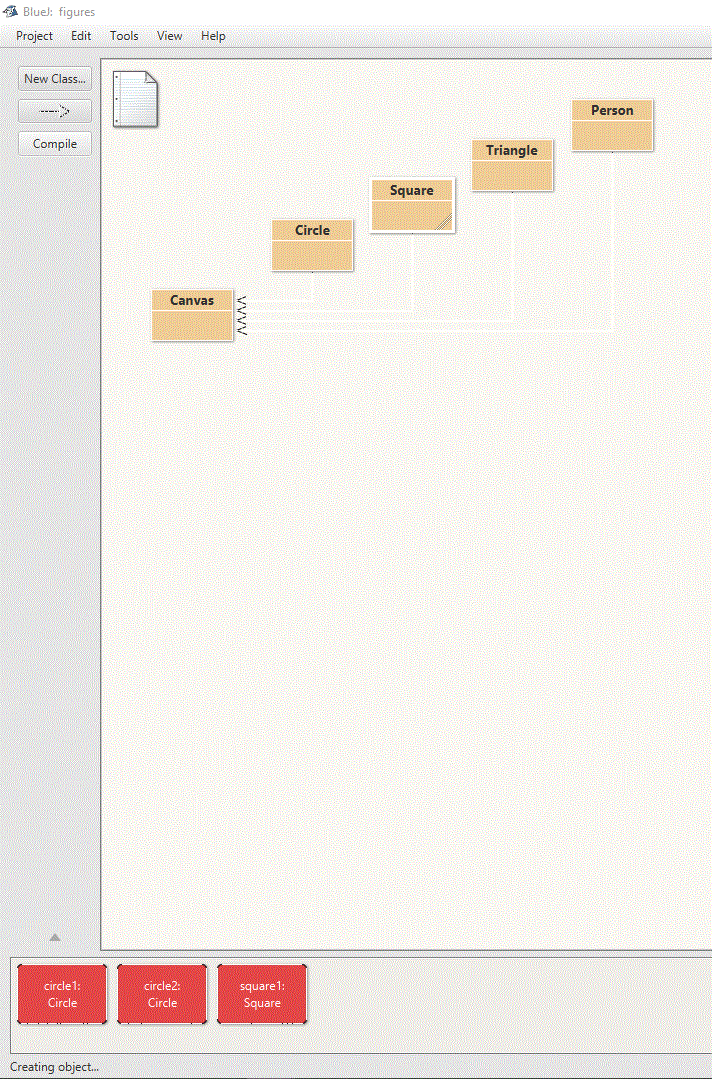 BlueJ: figures
Project Edit Tools View Help
New Class...
Compile
Person
Triangle
Square
Circle
Canvas
circle1:
Circle
circle2:
Circle
square1:
Square
Creating object...